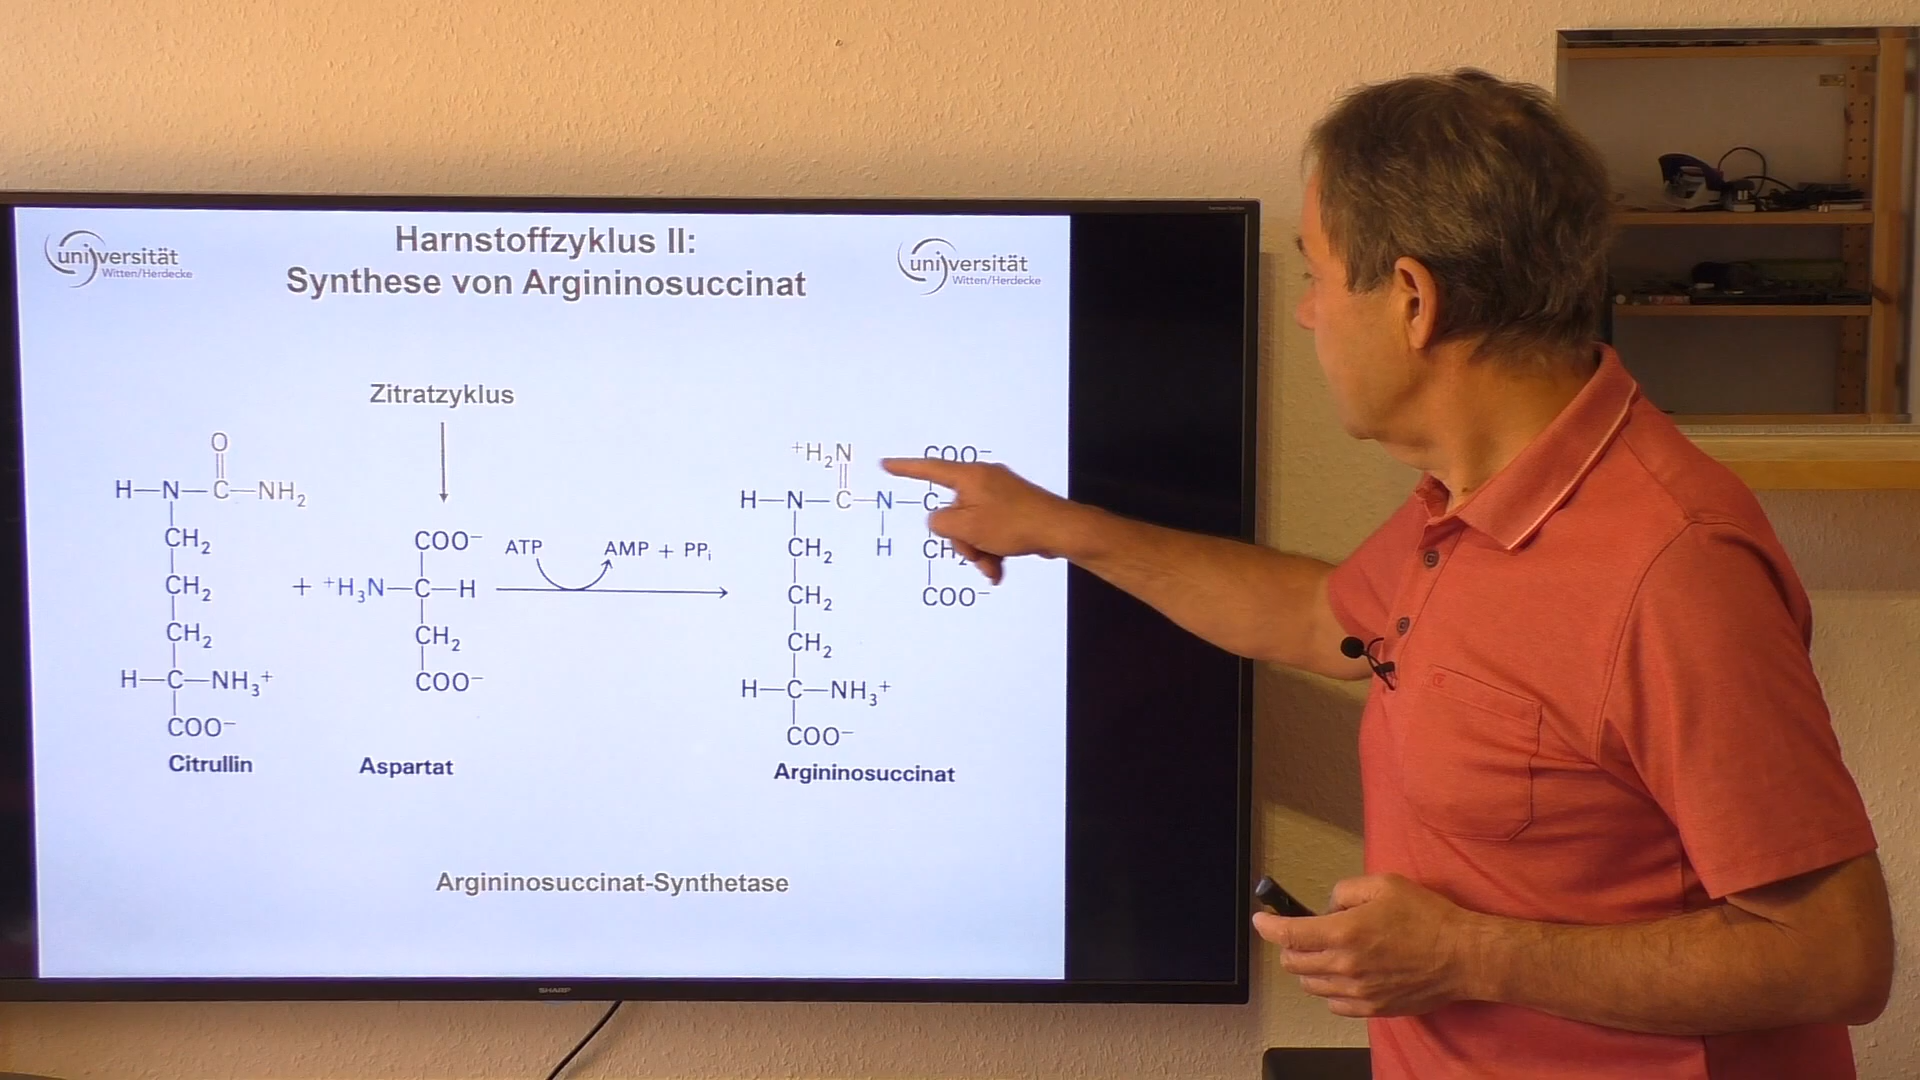 Harnstoffzyklus II:
Synthese von Argininosuccinat
universität
Witten/Herdecke
universität
Witten/Herdecke
Zitratzyklus
O
H—N—C—NH₂
CH₂
CH₂
CH₂
H—C—NH₃⁺
COO⁻
Citrullin
COO⁻
+ ⁺H₃N—C—H
CH₂
COO⁻
Aspartat
ATP
AMP + PPᵢ
⁺H₂N
COO⁻
H—N—C—N—C—
CH₂
H
CH₂
CH₂
COO⁻
CH₂
H—C—NH₃⁺
COO⁻
Argininosuccinat
Argininosuccinat-Synthetase
SHARP